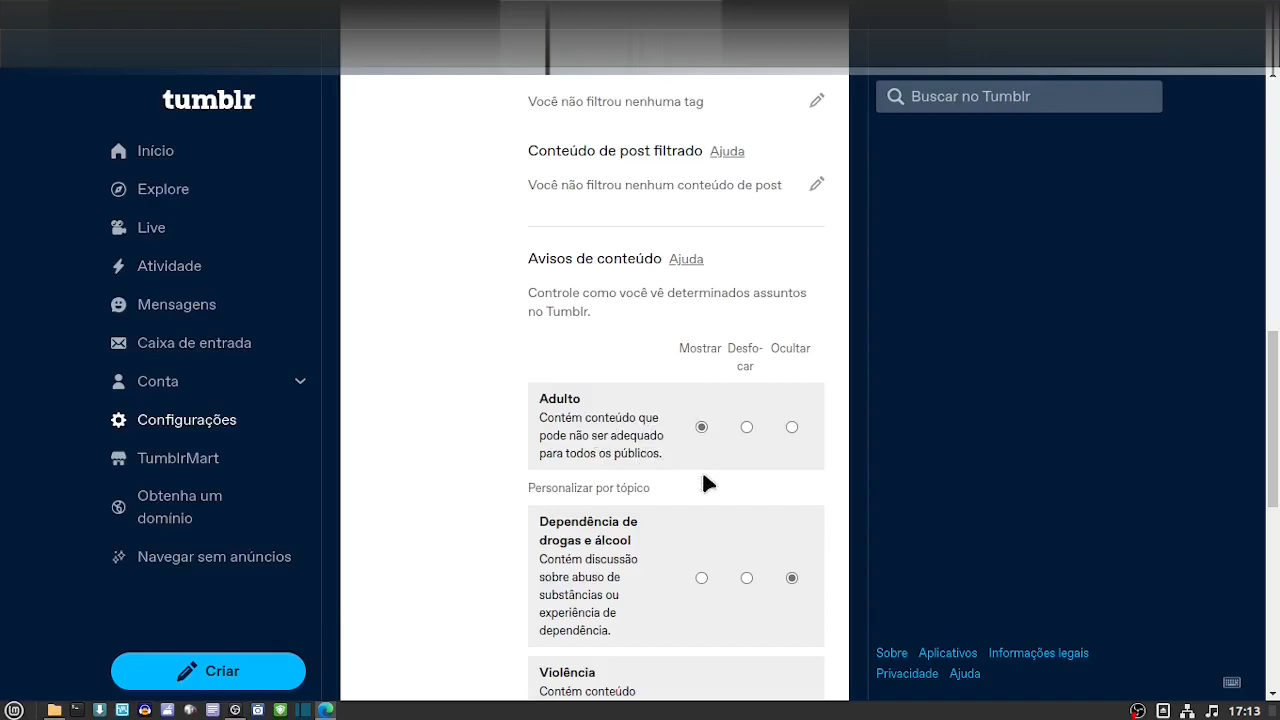 tumblr
Início
Explore
Live
Atividade
Mensagens
Caixa de entrada
Conta
Configurações
TumblrMart
Obtenha um
domínio
Navegar sem anúncios
Criar
Você não filtrou nenhuma tag
Conteúdo de post filtrado Ajuda
Você não filtrou nenhum conteúdo de post
Avisos de conteúdo Ajuda
Controle como você vê determinados assuntos
no Tumblr.
Mostrar Desfo- Ocultar
car
Adulto
Contém conteúdo que
pode não ser adequado
para todos os públicos.
Personalizar por tópico
Dependência de
drogas e álcool
Contém discussão
sobre abuso de
substâncias ou
experiência de
dependência.
Violência
Contém conteúdo
Buscar no Tumblr
Sobre Aplicativos Informações legais
Privacidade Ajuda
17:13